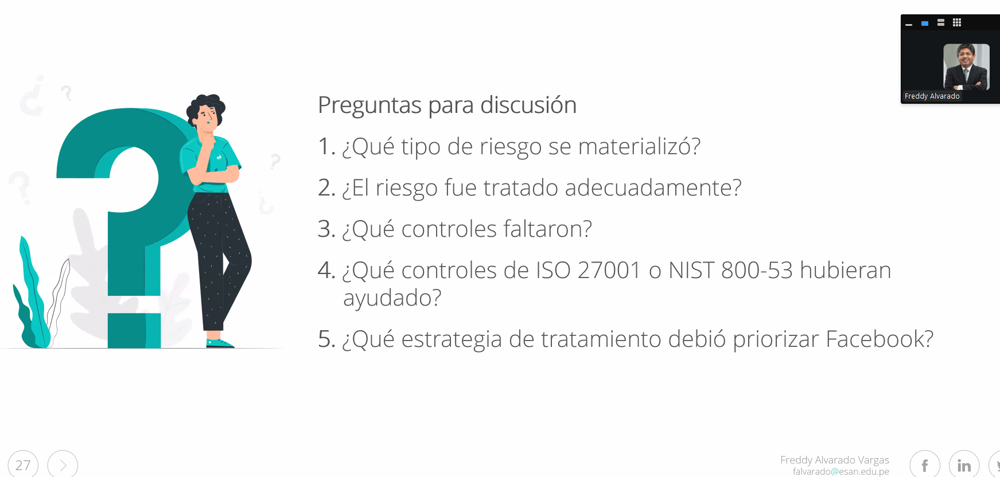 Freddy Alvarado
Preguntas para discusión
1. ¿Qué tipo de riesgo se materializó?
2. ¿El riesgo fue tratado adecuadamente?
3. ¿Qué controles faltaron?
4. ¿Qué controles de ISO 27001 o NIST 800-53 hubieran
ayudado?
5. ¿Qué estrategia de tratamiento debió priorizar Facebook?
27
Freddy Alvarado Vargas
falvarado@esan.edu.pe